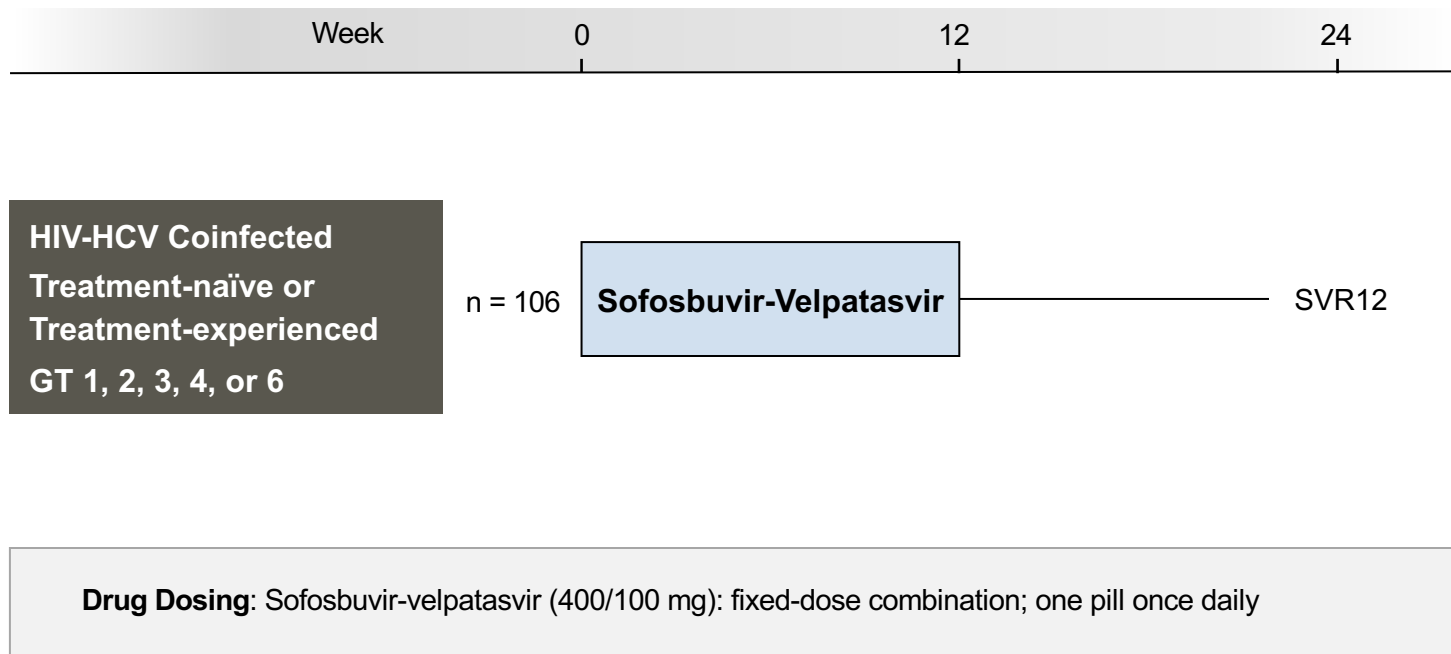 Week 0 12 24
HIV-HCV Coinfected
Treatment-naïve or
Treatment-experienced
GT 1, 2, 3, 4, or 6
n = 106
Sofosbuvir-Velpatasvir
SVR12
Drug Dosing: Sofosbuvir-velpatasvir (400/100 mg): fixed-dose combination; one pill once daily